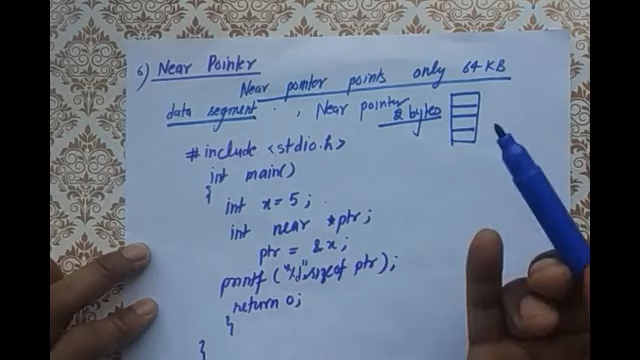 6) Near Pointer
Near pointer points only 64 KB
data segment. , Near pointer 2 bytes
#include <stdio.h>
int main()
{
int x=5;
int near *ptr;
ptr = &x;
printf ("%d" sizeof ptr);
return 0;
}